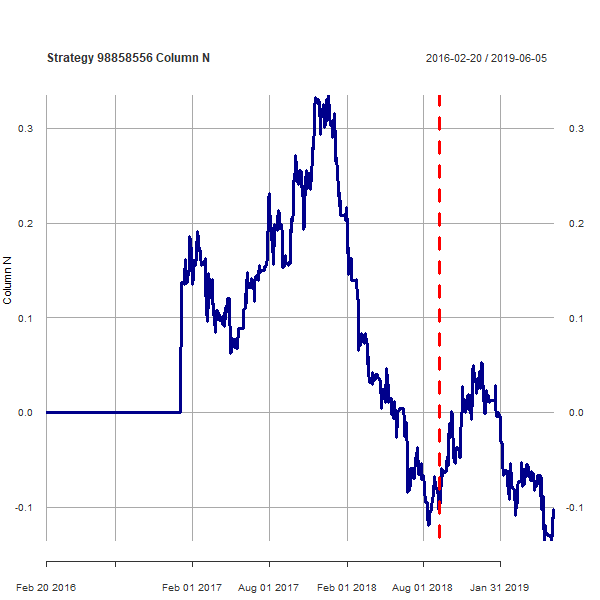 Strategy 98858556 Column N
2016-02-20 / 2019-06-05
0.3
0.3
0.2
0.2
0.1
0.1
0.0
0.0
-0.1
-0.1
Column N
Feb 20 2016
Feb 01 2017
Aug 01 2017
Feb 01 2018
Aug 01 2018
Jan 31 2019